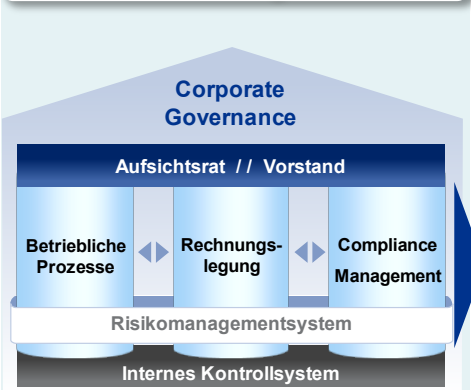 Corporate
Governance
Aufsichtsrat // Vorstand
Betriebliche
Prozesse
Rechnungs-
legung
Compliance
Management
Risikomanagementsystem
Internes Kontrollsystem